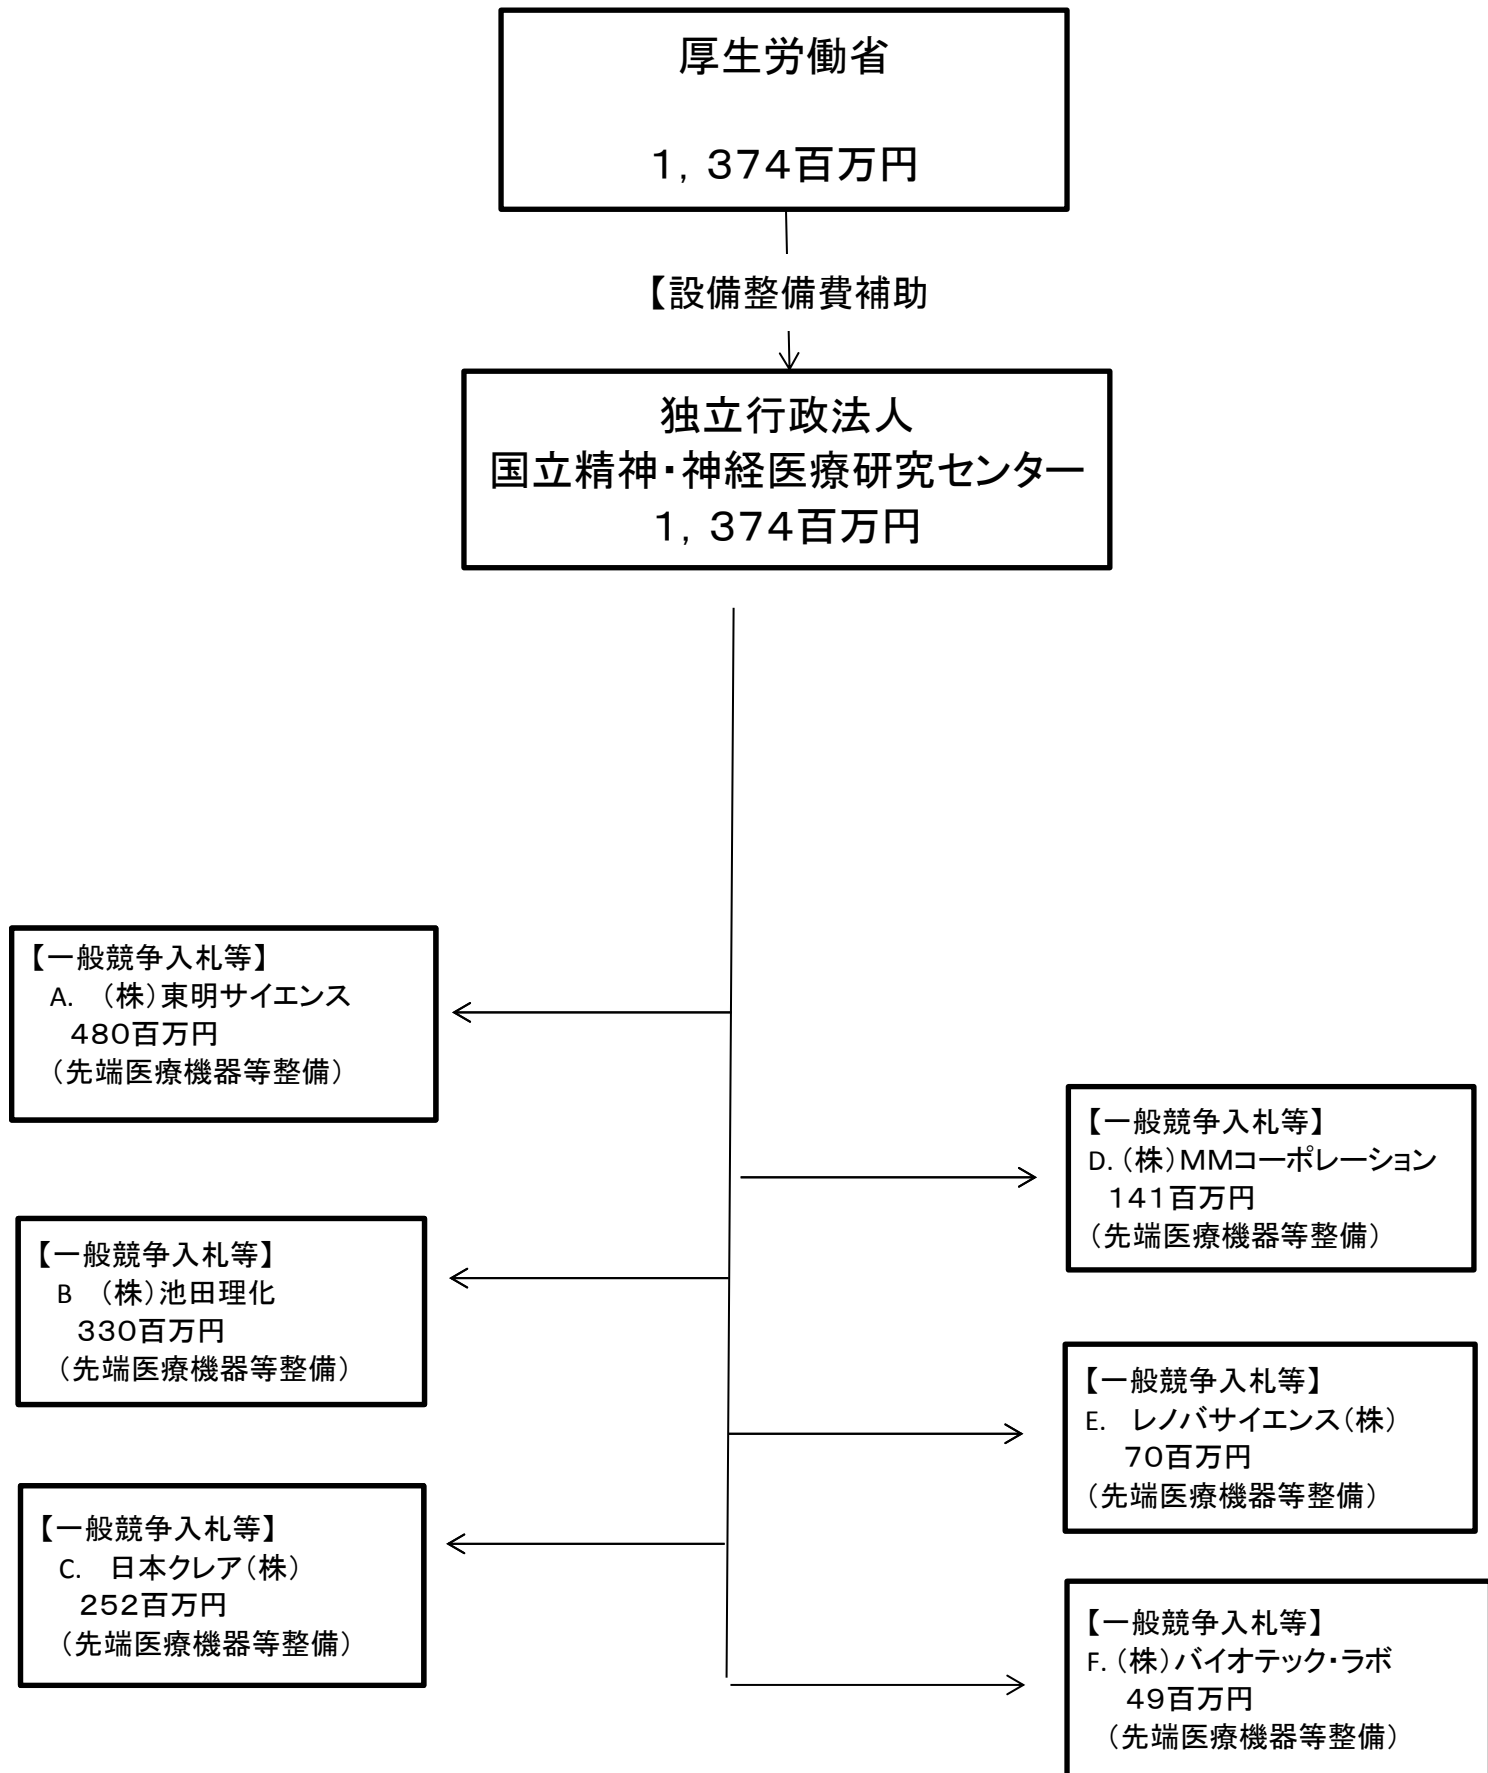 厚生労働省
１，３７４百万円
【設備整備費補助
独立行政法人
国立精神・神経医療研究センター
１，３７４百万円
【一般競争入札等】
A.　（株）東明サイエンス
４８０百万円
（先端医療機器等整備）
【一般競争入札等】
B　（株）池田理化
３３０百万円
（先端医療機器等整備）
【一般競争入札等】
C.　日本クレア（株）
２５２百万円
（先端医療機器等整備）
【一般競争入札等】
D.（株）ＭＭコーポレーション
１４１百万円
（先端医療機器等整備）
【一般競争入札等】
E.　レノバサイエンス（株）
７０百万円
（先端医療機器等整備）
【一般競争入札等】
F.（株）バイオテック・ラボ
４９百万円
（先端医療機器等整備）